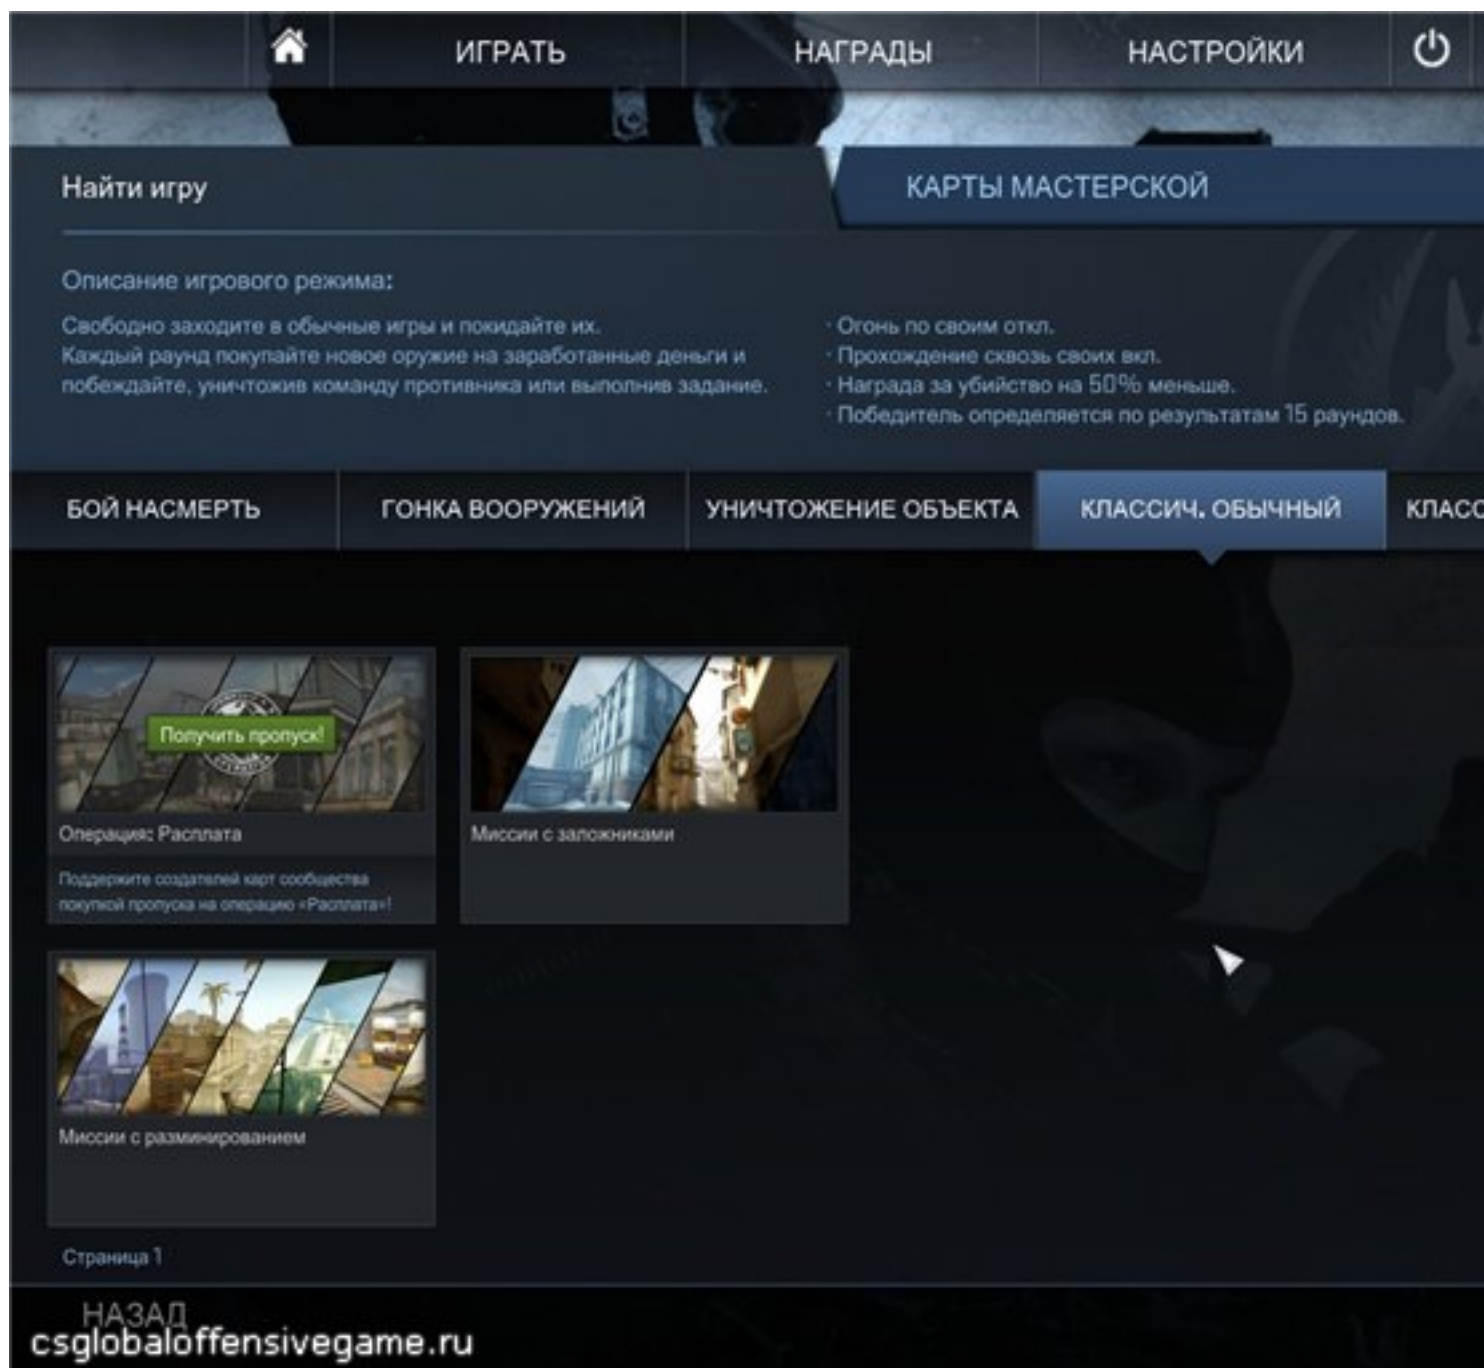 ИГРАТЬ
НАГРАДЫ
НАСТРОЙКИ
Найти игру
КАРТЫ МАСТЕРСКОЙ
Описание игрового режима:
Свободно заходите в обычные игры и покидайте их.
Каждый раунд покупайте новое оружие на заработанные деньги и
побеждайте, уничтожив команду противника или выполнив задание.
· Огонь по своим откл.
· Прохождение сквозь своих вкл.
· Награда за убийство на 50% меньше.
· Победитель определяется по результатам 15 раундов.
БОЙ НАСМЕРТЬ
ГОНКА ВООРУЖЕНИЙ
УНИЧТОЖЕНИЕ ОБЪЕКТА
КЛАССИЧ. ОБЫЧНЫЙ
КЛАСС
Получить пропуск!
Операция: Расплата
Поддержите создателей карт сообщества
покупкой пропуска на операцию «Расплата»!
Миссии с заложниками
Миссии с разминированием
Страница 1
НАЗАД
csglobaloffensivegame.ru